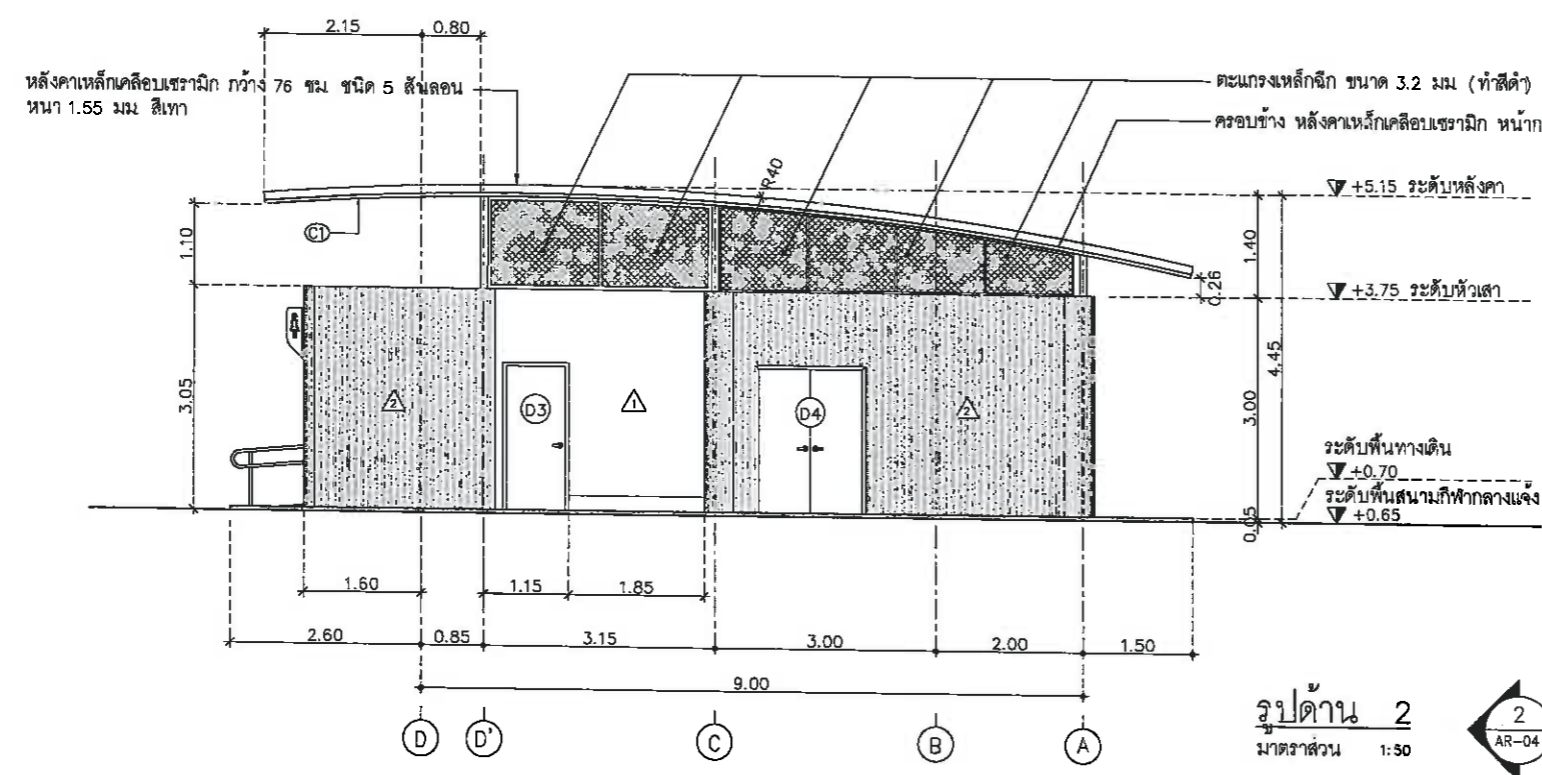 2.15
0.80
หลังคาเหล็กเคลือบเซรามิก กว้าง 76 ซม ชนิด 5 สันลอน
หนา 1.55 มม สีเทา
ตะแกรงเหล็กฉีก ขนาด 3.2 มม (ทำสีดำ)
ครอบข้าง หลังคาเหล็กเคลือบเซรามิก หน้าก
R40
+5.15 ระดับหลังคา
C1
1.10
1.40
0.26
+3.75 ระดับหัวเสา
4.45
3.05
2
D3
1
D4
2
3.00
ระดับพื้นทางเดิน
+0.70
ระดับพื้นสนามกีฬากลางแจ้ง
+0.65
0.05
1.60
1.15
1.85
2.60
0.85
3.15
3.00
2.00
1.50
9.00
D
D'
C
B
A
รูปด้าน 2
มาตราส่วน 1:50
2
AR-04